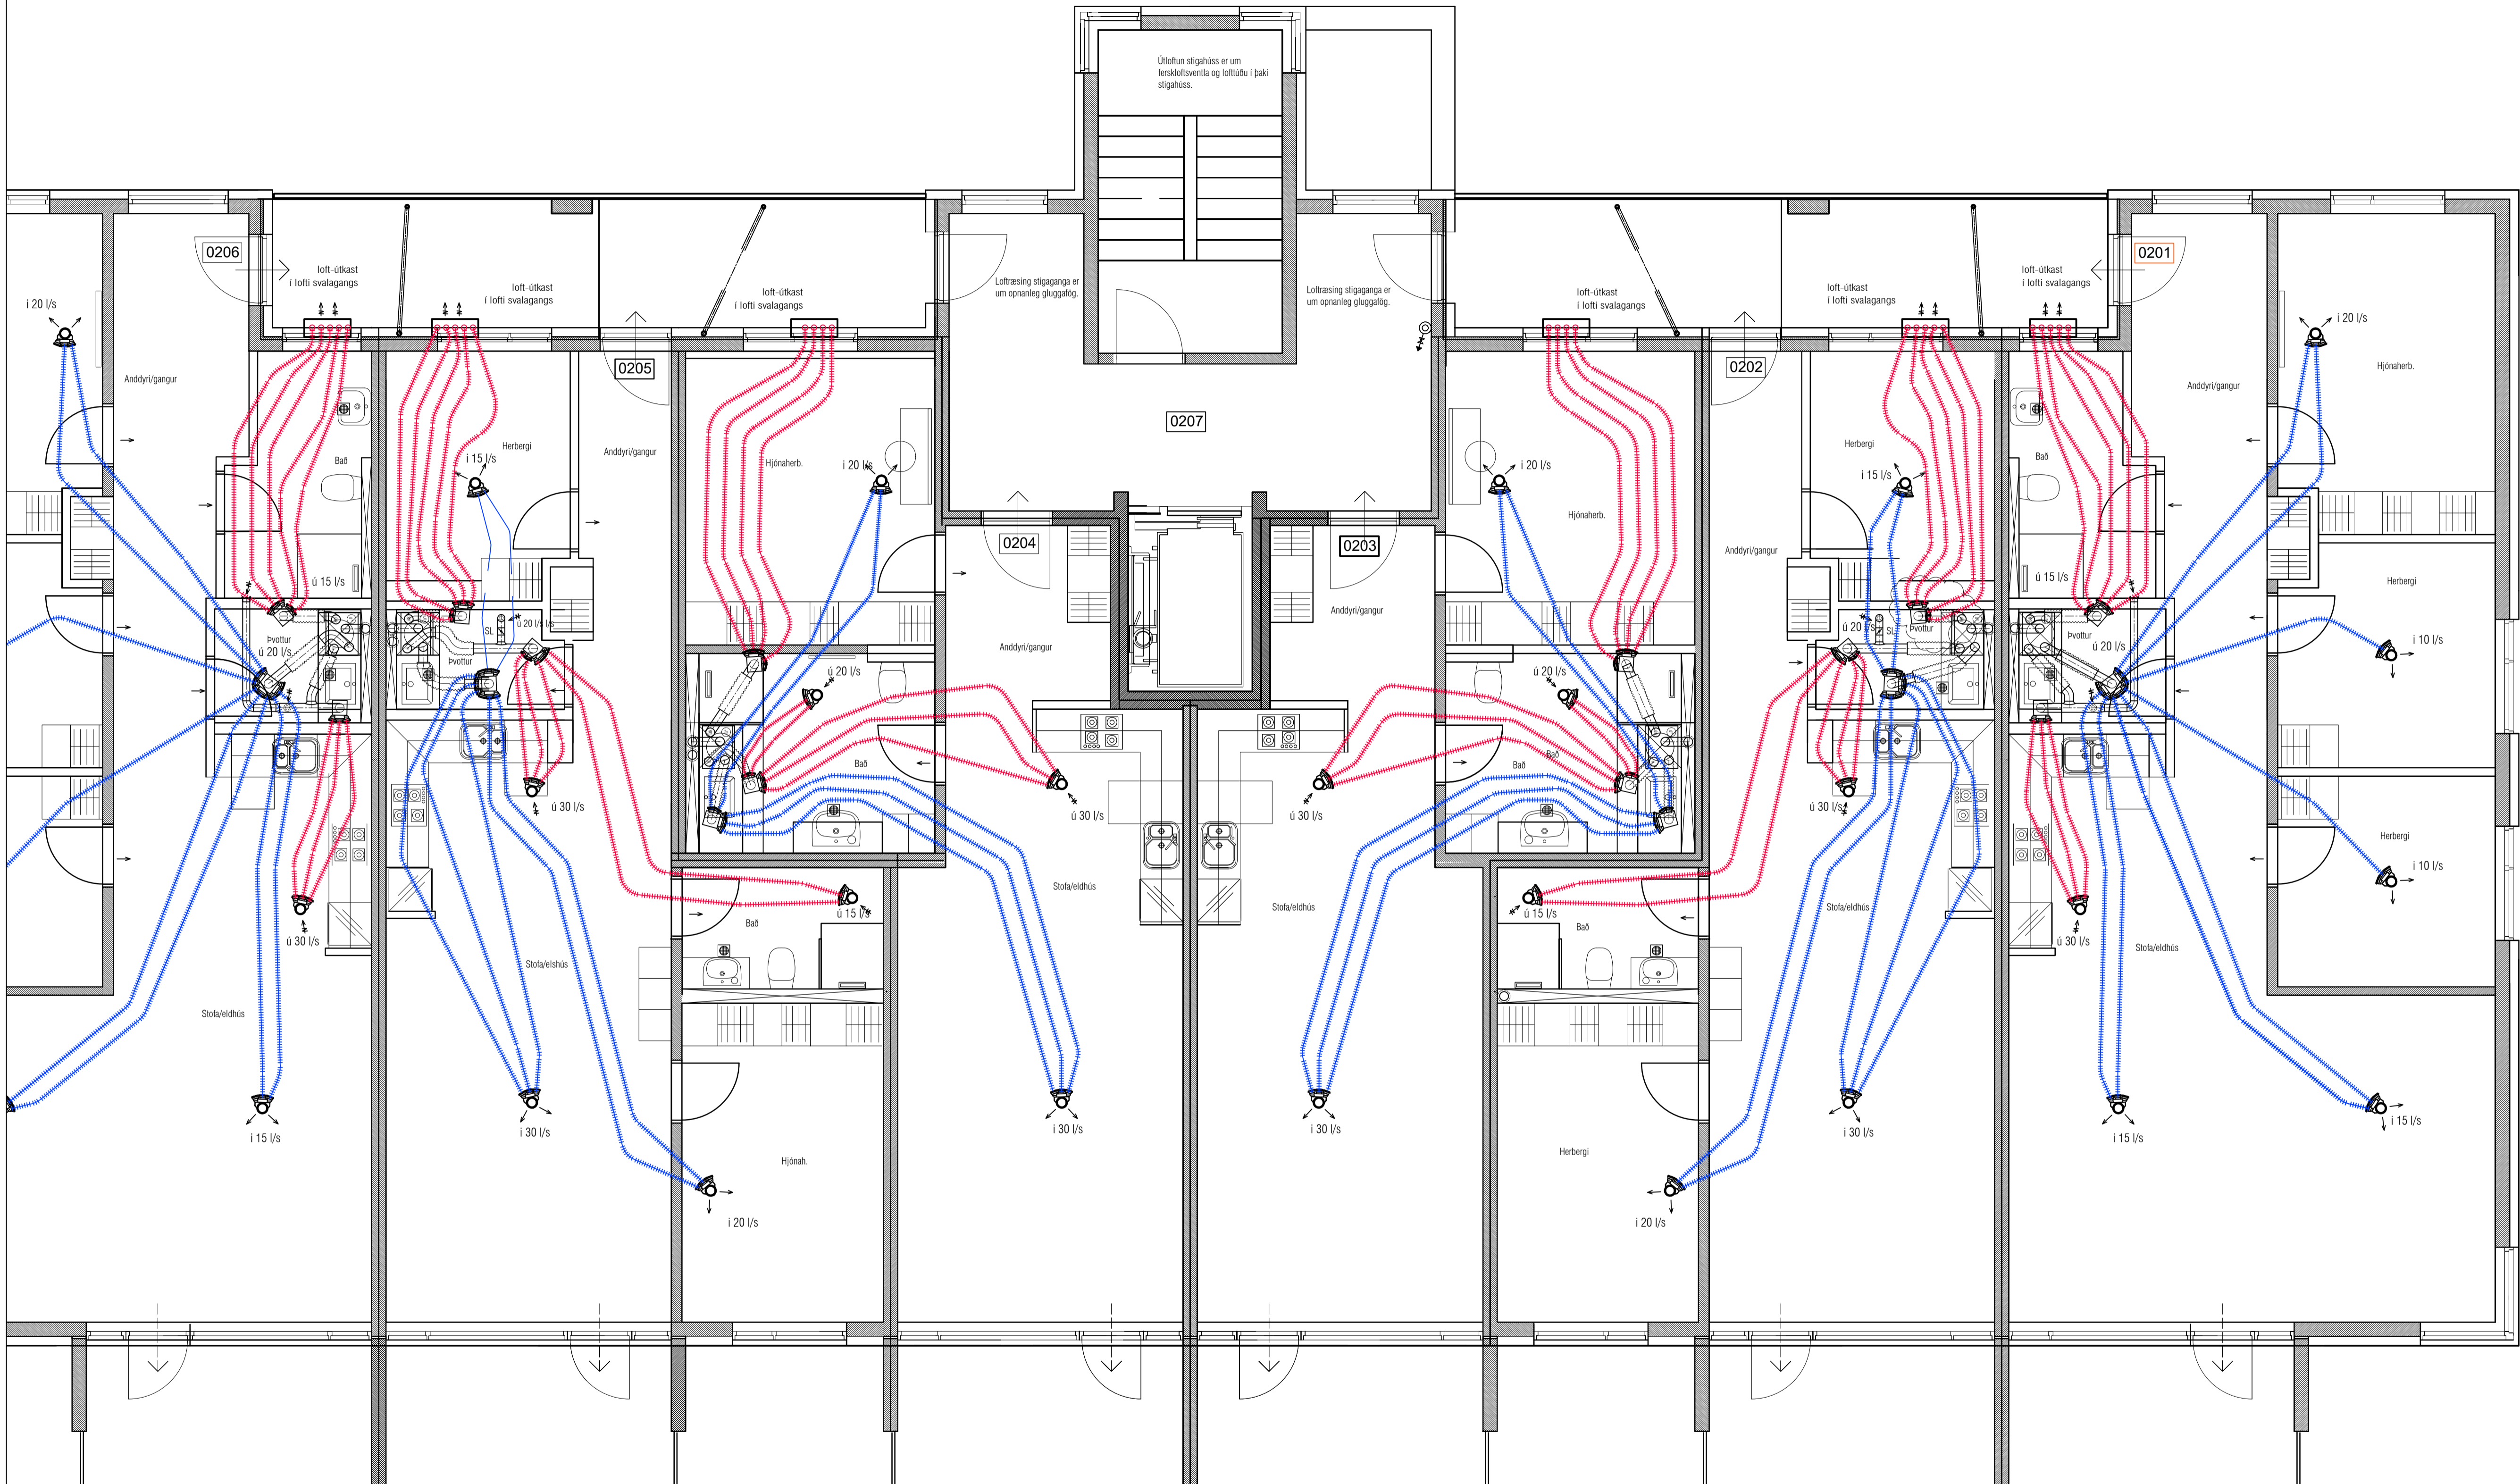 Útloftun stigahúss er um
ferskloftsventla og lofttúðu í þaki
stigahúss.
0206
loft-útkast
í lofti svalagangs
loft-útkast
í lofti svalagangs
loft-útkast
í lofti svalagangs
Loftræsing stigaganga er
um opnanleg gluggafög.
Loftræsing stigaganga er
um opnanleg gluggafög.
loft-útkast
í lofti svalagangs
loft-útkast
í lofti svalagangs
loft-útkast
í lofti svalagangs
0201
i 20 l/s
i 20 l/s
Anddyri/gangur
0205
0202
Hjónaherb.
Anddyri/gangur
0207
Bað
i 15 l/s
Herbergi
Anddyri/gangur
Hjónaherb.
i 20 l/s
i 20 l/s
Hjónaherb.
Herbergi
i 15 l/s
Bað
0204
0203
Anddyri/gangur
ú 15 l/s
ú 15 l/s
Herbergi
Anddyri/gangur
Anddyri/gangur
Þvottur
ú 20 l/s
SL
ú 20 l/s l/s
Þvottur
ú 20 l/s
ú 20 l/s
ú 20 l/s
SL
Þvottur
Þvottur
ú 20 l/s
i 10 l/s
Bað
Bað
Bað
ú 30 l/s
ú 30 l/s
ú 30 l/s
ú 30 l/s
Herbergi
i 10 l/s
Stofa/eldhús
Stofa/eldhús
Stofa/eldhús
ú 15 l/s
ú 15 l/s
Bað
Bað
ú 30 l/s
ú 30 l/s
Stofa/elshús
Stofa/eldhús
Stofa/eldhús
i 15 l/s
i 30 l/s
i 30 l/s
i 30 l/s
i 30 l/s
i 15 l/s
i 15 l/s
Hjónah.
Herbergi
i 20 l/s
i 20 l/s